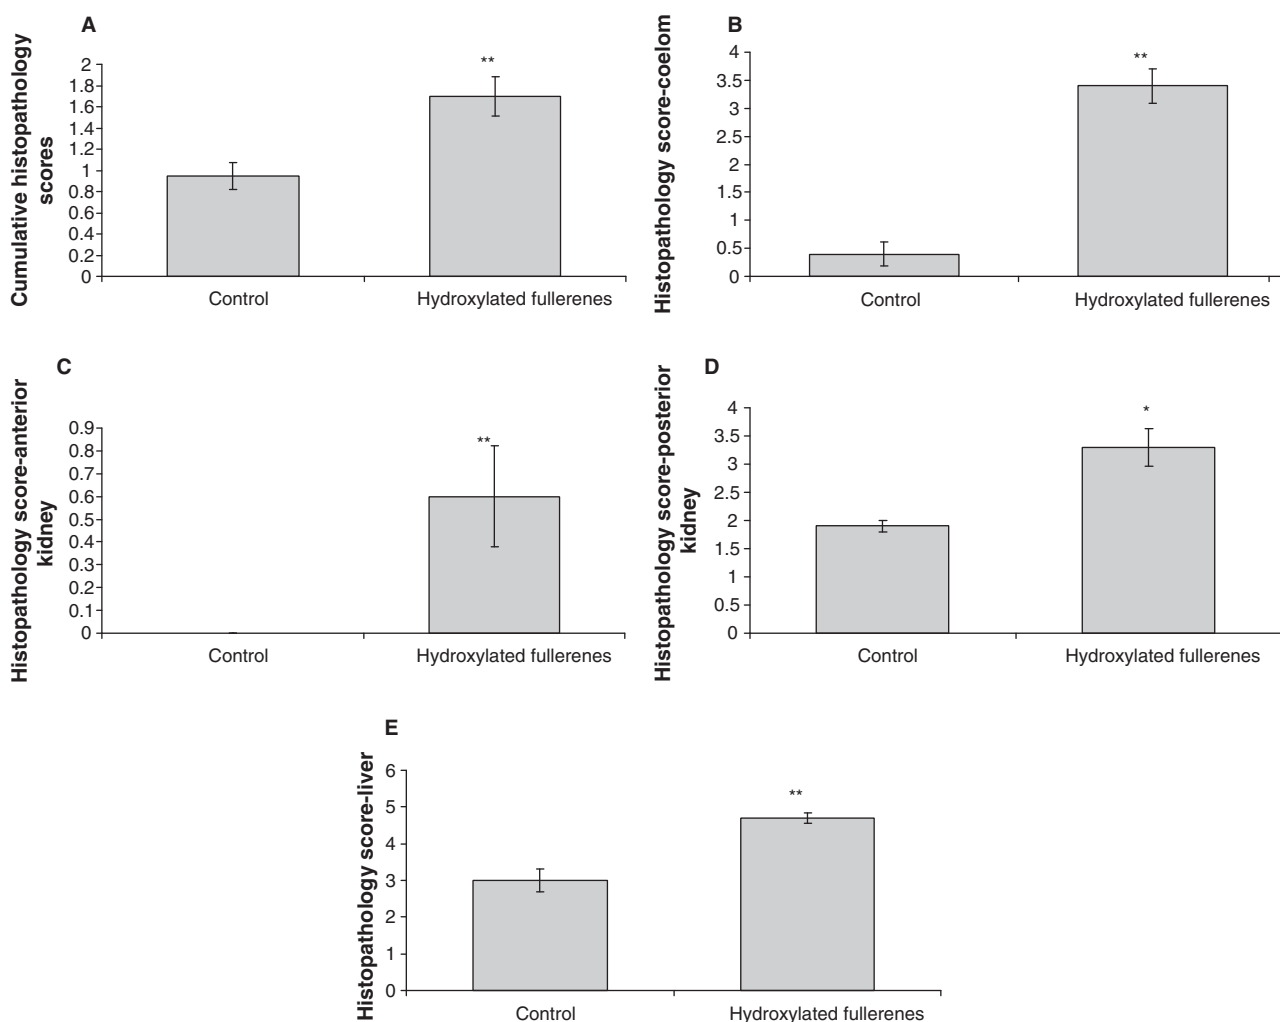 A
Cumulative histopathology
scores
2
1.8
1.6
1.4
1.2
1
0.8
0.6
0.4
0.2
0
**
Control
Hydroxylated fullerenes
B
Histopathology score-coelom
4
3.5
3
2.5
2
1.5
1
0.5
0
**
Control
Hydroxylated fullerenes
C
Histopathology score-anterior
kidney
0.9
0.8
0.7
0.6
0.5
0.4
0.3
0.2
0.1
0
**
Control
Hydroxylated fullerenes
D
Histopathology score-posterior
kidney
4
3.5
3
2.5
2
1.5
1
0.5
0
*
Control
Hydroxylated fullerenes
E
Histopathology score-liver
6
5
4
3
2
1
0
**
Control
Hydroxylated fullerenes